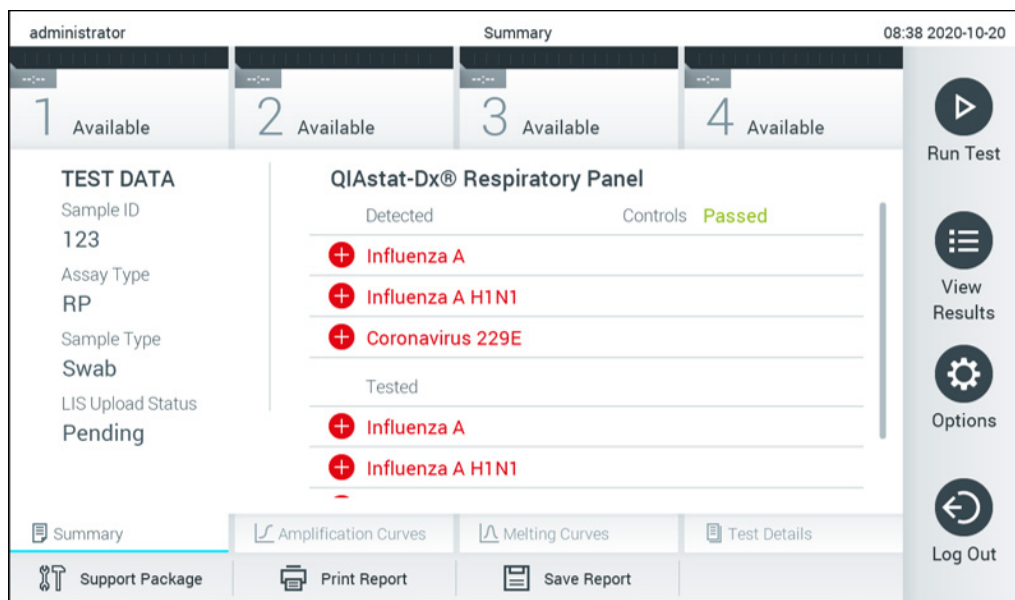 administrator
Summary
08:38 2020-10-20
--:--
1 Available
--:--
2 Available
--:--
3 Available
--:--
4 Available
Run Test
View
Results
Options
Log Out
TEST DATA
Sample ID
123
Assay Type
RP
Sample Type
Swab
LIS Upload Status
Pending
QIAstat-Dx® Respiratory Panel
Detected
Controls Passed
Influenza A
Influenza A H1N1
Coronavirus 229E
Tested
Influenza A
Influenza A H1N1
Summary
Amplification Curves
Melting Curves
Test Details
Support Package
Print Report
Save Report